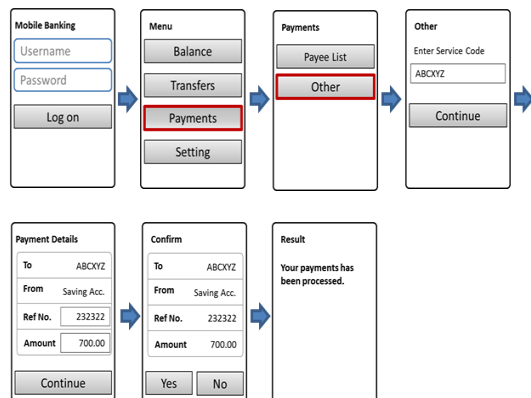 Mobile Banking
Username
Password
Log on
Menu
Balance
Transfers
Payments
Setting
Payments
Payee List
Other
Other
Enter Service Code
ABCXYZ
Continue
Payment Details
To ABCXYZ
From Saving Acc.
Ref No. 232322
Amount 700.00
Continue
Confirm
To ABCXYZ
From Saving Acc.
Ref No. 232322
Amount 700.00
Yes No
Result
Your payments has
been processed.